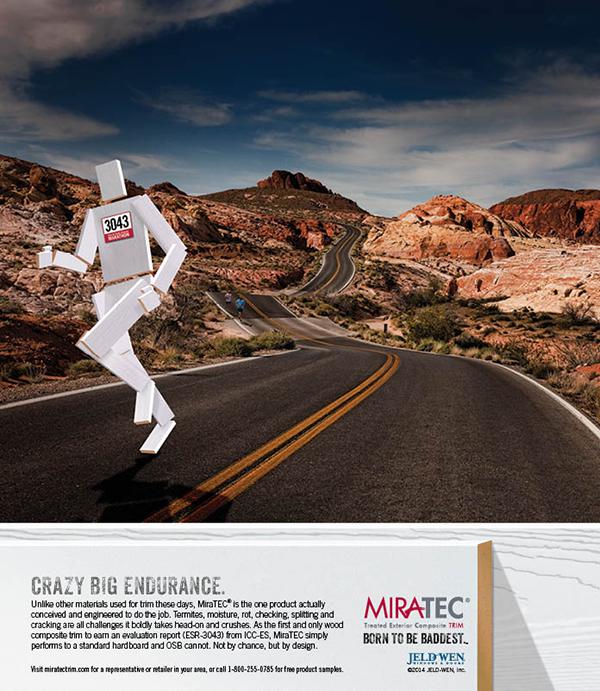 3043
MARATHON
CRAZY BIG ENDURANCE.
Unlike other materials used for trim these days, MiraTEC® is the one product actually
conceived and engineered to do the job. Termites, moisture, rot, checking, splitting and
cracking are all challenges it boldly takes head-on and crushes. As the first and only wood
composite trim to earn an evaluation report (ESR-3043) from ICC-ES, MiraTEC simply
performs to a standard hardboard and OSB cannot. Not by chance, but by design.
Visit miratectrim.com for a representative or retailer in your area, or call 1-800-255-0785 for free product samples.
MIRATEC®
Treated Exterior Composite TRIM
BORN TO BE BADDEST.™
JELD-WEN
WINDOWS & DOORS
©2014 JELD-WEN, inc.